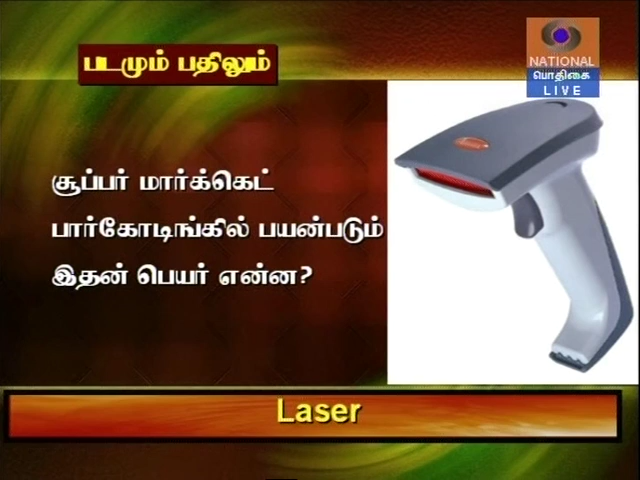 படமும் பதிலும்
NATIONAL
பொதிகை
LIVE
சூப்பர் மார்க்கெட்
பார்கோடிங்கில் பயன்படும்
இதன் பெயர் என்ன?
Laser